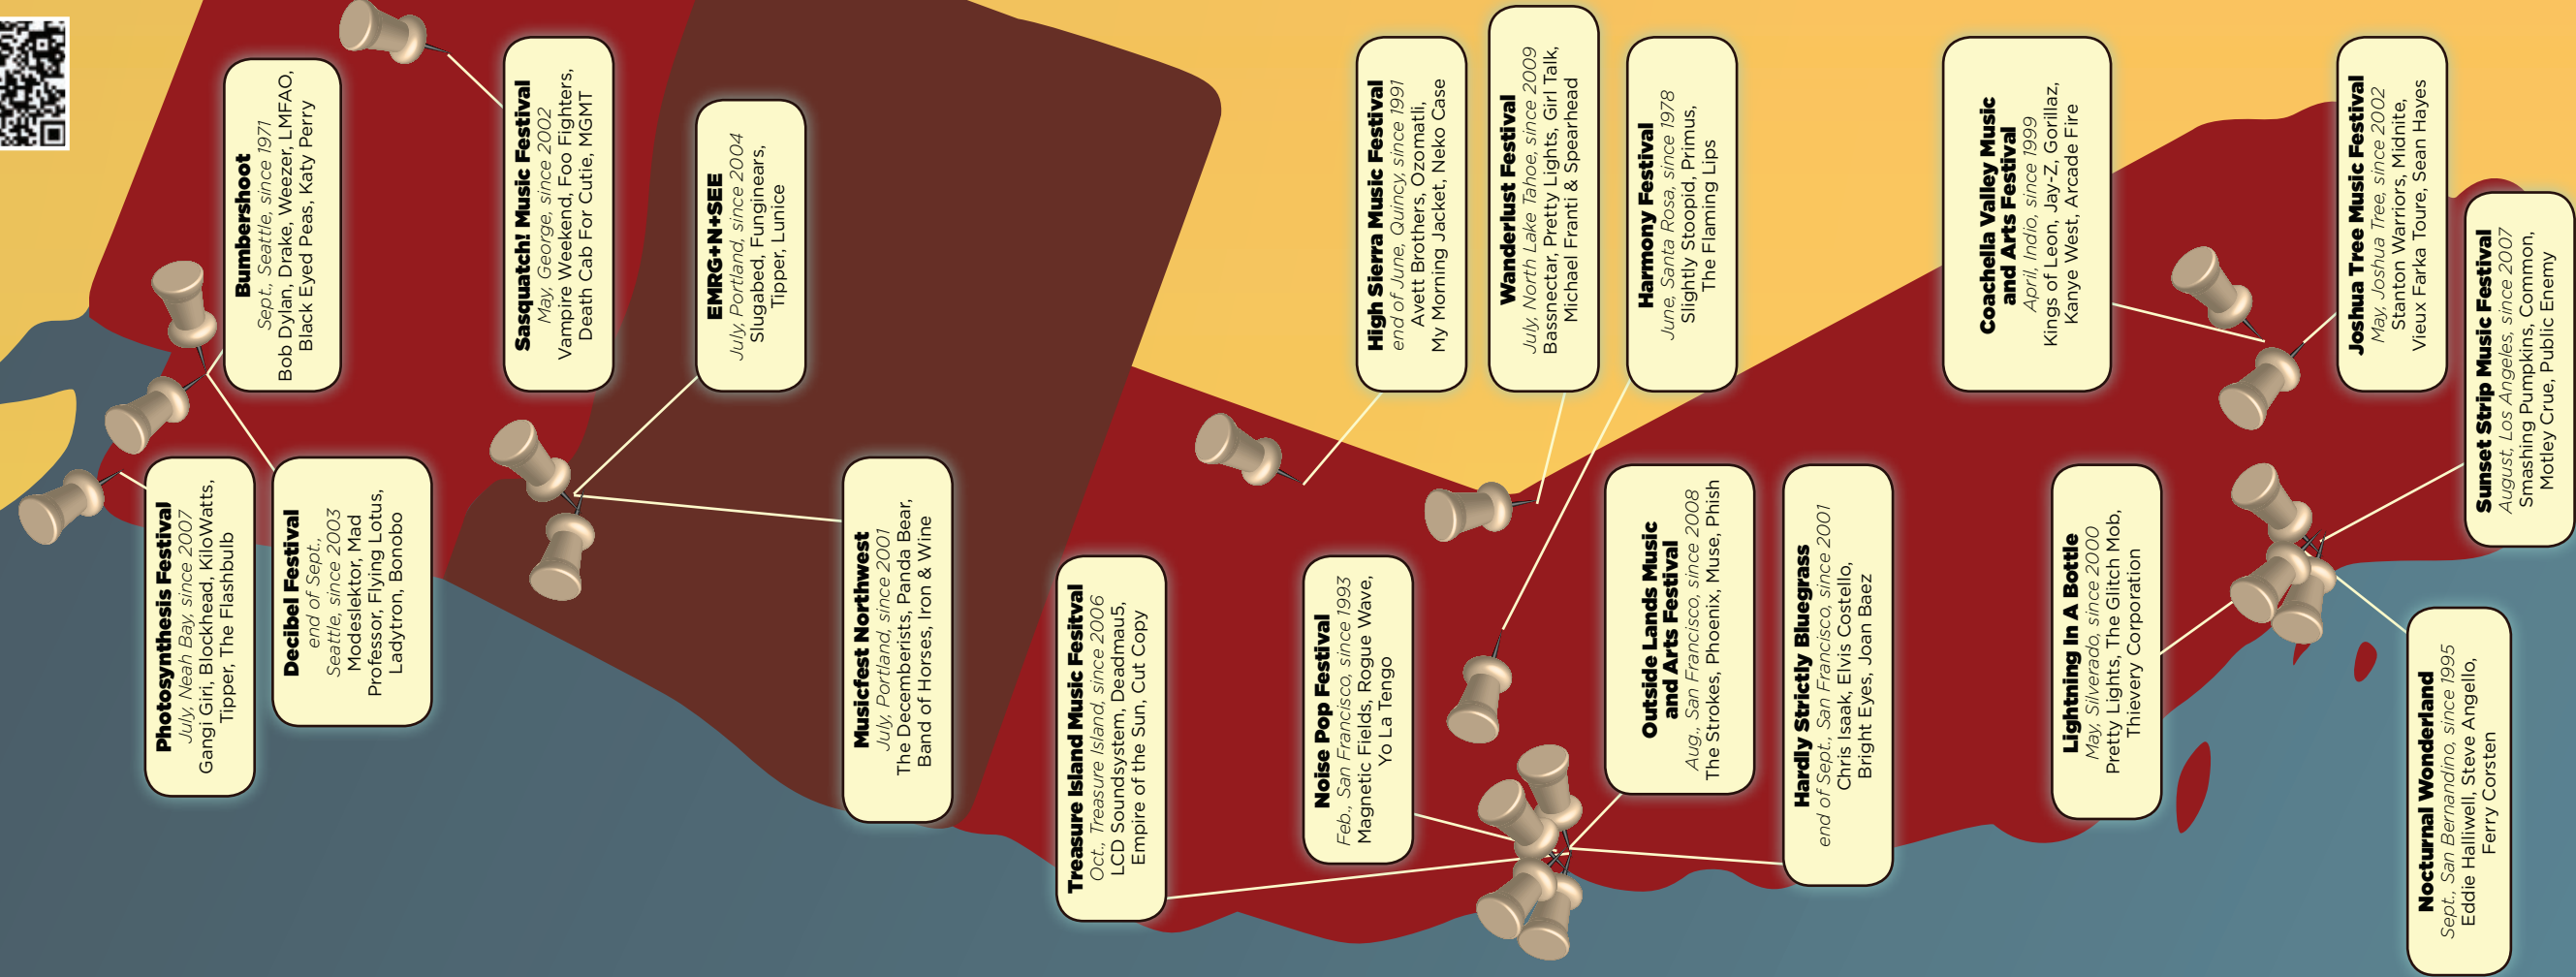 Photosynthesis Festival
July, Neah Bay, since 2007
Gangi Giri, Blockhead, KiloWatts,
Tipper, The Flashbulb
Bumbershoot
Sept., Seattle, since 1971
Bob Dylan, Drake, Weezer, LMFAO,
Black Eyed Peas, Katy Perry
Decibel Festival
end of Sept.,
Seattle, since 2003
Modeslektor, Mad
Professor, Flying Lotus,
Ladytron, Bonobo
Sasquatch! Music Festival
May, George, since 2002
Vampire Weekend, Foo Fighters,
Death Cab For Cutie, MGMT
EMRG+N+SEE
July, Portland, since 2004
Slugabed, Funginears,
Tipper, Lunice
Musicfest Northwest
July, Portland, since 2001
The Decemberists, Panda Bear,
Band of Horses, Iron & Wine
Treasure Island Music Fesitval
Oct., Treasure Island, since 2006
LCD Soundsystem, Deadmau5,
Empire of the Sun, Cut Copy
Noise Pop Festival
Feb., San Francisco, since 1993
Magnetic Fields, Rogue Wave,
Yo La Tengo
High Sierra Music Festival
end of June, Quincy, since 1991
Avett Brothers, Ozomatli,
My Morning Jacket, Neko Case
Wanderlust Festival
July, North Lake Tahoe, since 2009
Bassnectar, Pretty Lights, Girl Talk,
Michael Franti & Spearhead
Harmony Festival
June, Santa Rosa, since 1978
Slightly Stoopid, Primus,
The Flaming Lips
Outside Lands Music
and Arts Festival
Aug., San Francisco, since 2008
The Strokes, Phoenix, Muse, Phish
Hardly Strictly Bluegrass
end of Sept., San Francisco, since 2001
Chris Isaak, Elvis Costello,
Bright Eyes, Joan Baez
Coachella Valley Music
and Arts Festival
April, Indio, since 1999
Kings of Leon, Jay-Z, Gorillaz,
Kanye West, Arcade Fire
Lightning In A Bottle
May, Silverado, since 2000
Pretty Lights, The Glitch Mob,
Thievery Corporation
Joshua Tree Music Festival
May, Joshua Tree, since 2002
Stanton Warriors, Midnite,
Vieux Farka Toure, Sean Hayes
Sunset Strip Music Festival
August, Los Angeles, since 2007
Smashing Pumpkins, Common,
Motley Crue, Public Enemy
Nocturnal Wonderland
Sept., San Bernandino, since 1995
Eddie Halliwell, Steve Angello,
Ferry Corsten